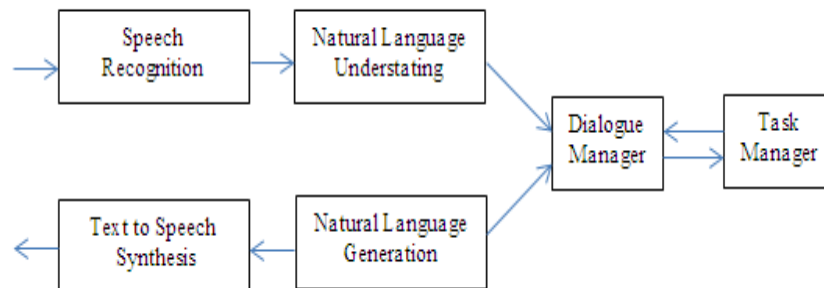 Speech
Recognition
Natural Language
Understating
Dialogue
Manager
Task
Manager
Text to Speech
Synthesis
Natural Language
Generation